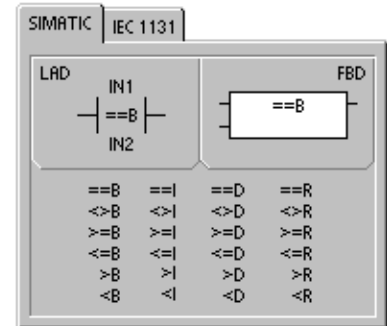 SIMATIC IEC 1131
LAD FBD
IN1
==B ==B
IN2
==B ==I ==D ==R
<>B <>I <>D <>R
>=B >=I >=D >=R
<=B <=I <=D <=R
>B >I >D >R
<B <I <D <R